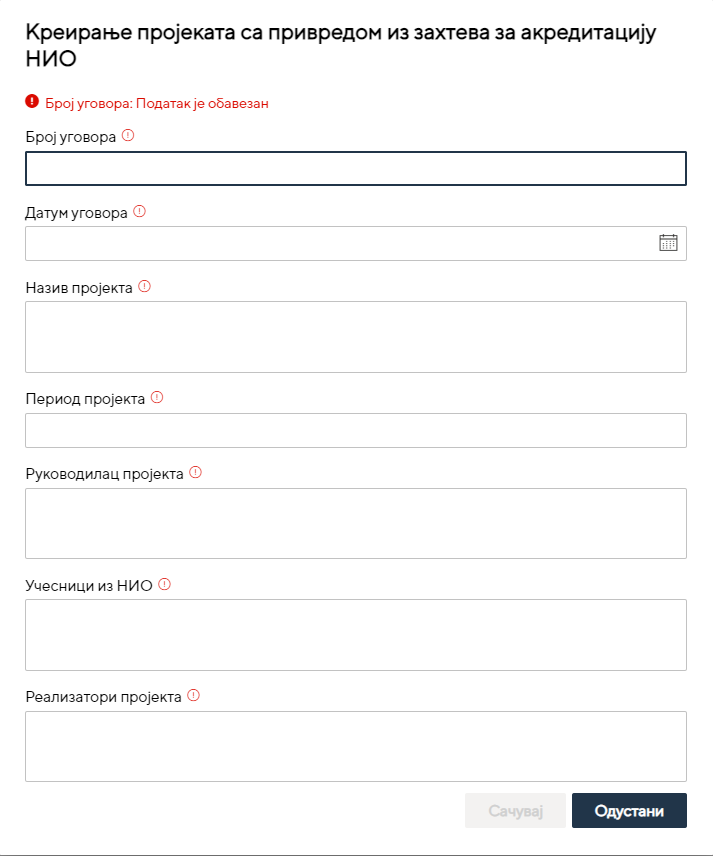 Креирање пројеката са привредом из захтева за акредитацију
НИО
Број уговора: Податак је обавезан
Број уговора
Датум уговора
Назив пројекта
Период пројекта
Руководилац пројекта
Учесници из НИО
Реализатори пројекта
Сачувај Одустани